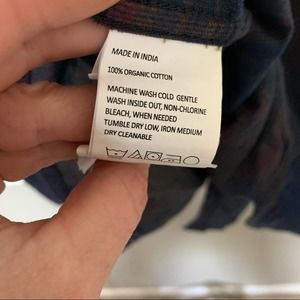 MADE IN INDIA
100% ORGANIC COTTON
MACHINE WASH COLD GENTLE
WASH INSIDE OUT, NON-CHLORINE
BLEACH, WHEN NEEDED
TUMBLE DRY LOW, IRON MEDIUM
DRY CLEANABLE